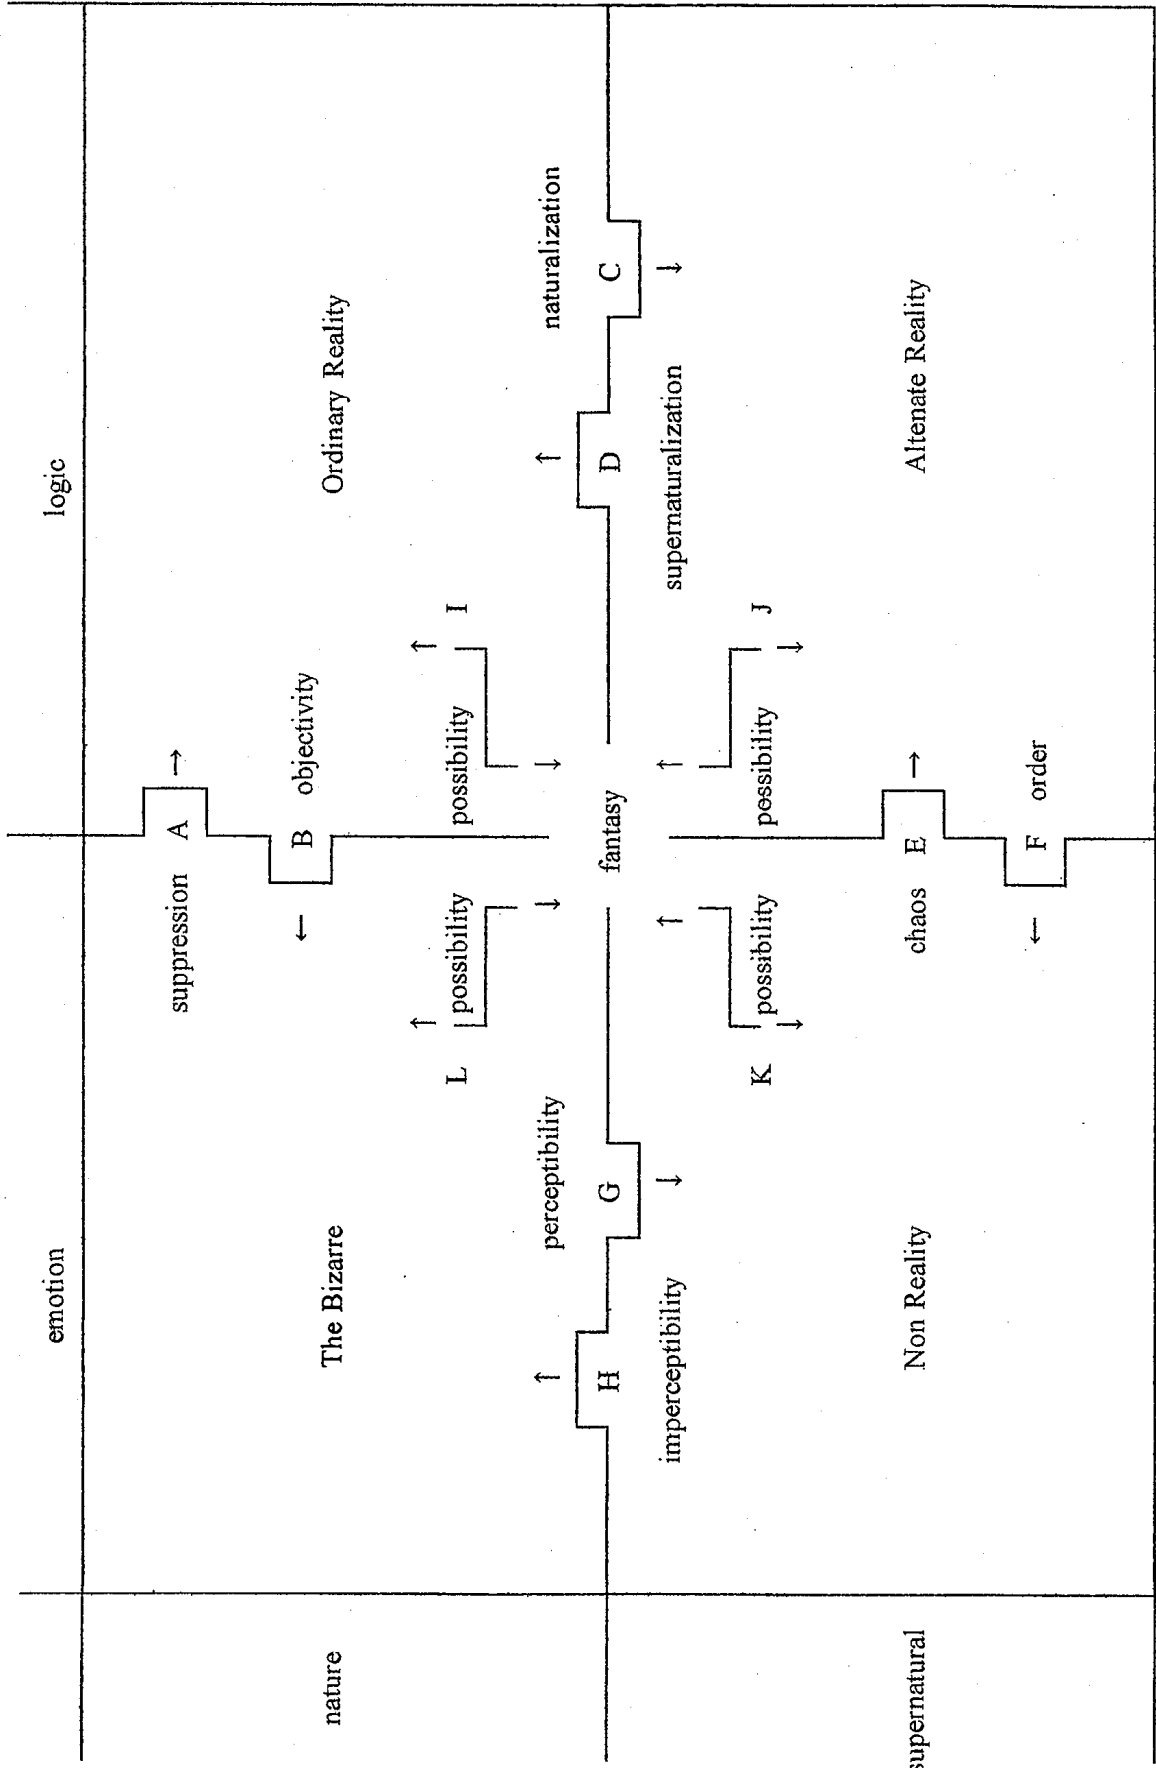 emotion logic
suppression A →
← B objectivity
nature The Bizarre Ordinary Reality
L ↑ possibility possibility ↑ I
perceptibility naturalization
H G fantasy D C
imperceptibility supernaturalization
K possibility possibility J
supernatural Non Reality chaos E → Altenate Reality
← F order